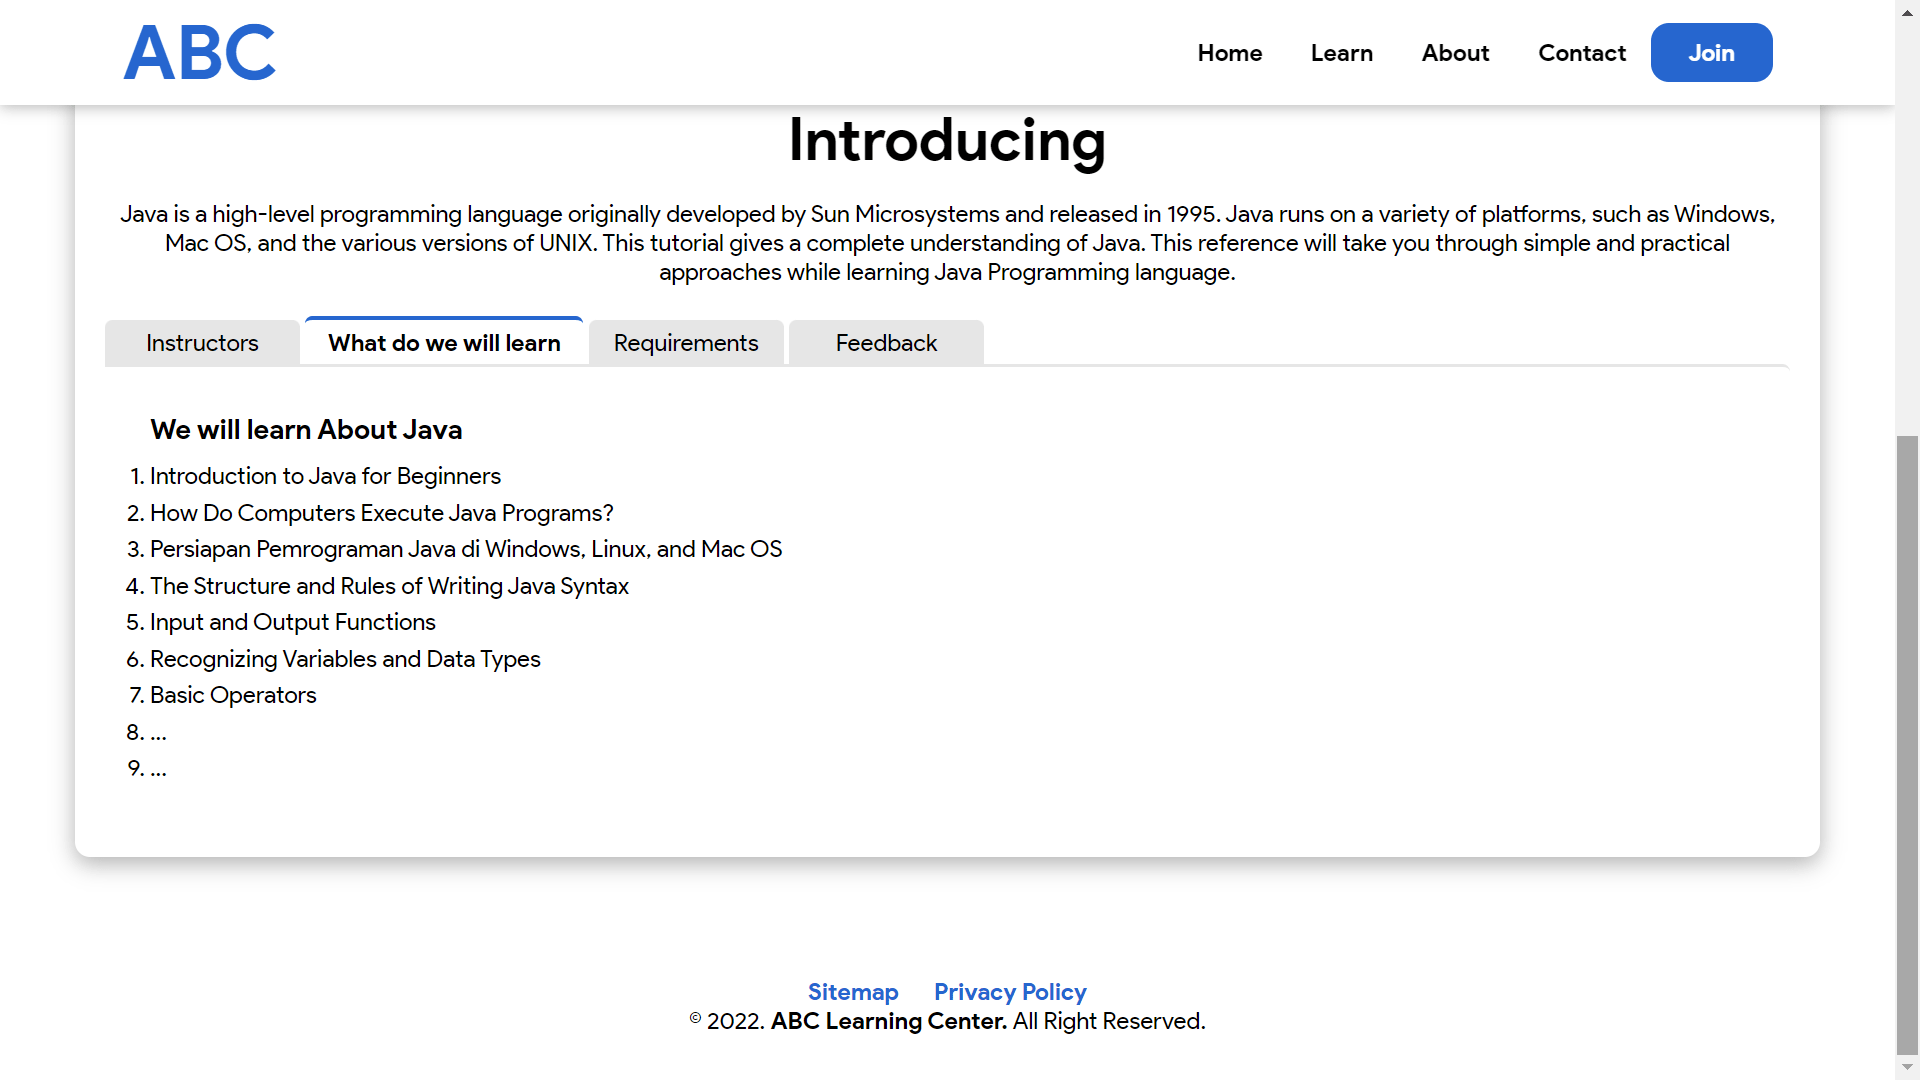 ABC
Home Learn About Contact Join
Introducing
Java is a high-level programming language originally developed by Sun Microsystems and released in 1995. Java runs on a variety of platforms, such as Windows,
Mac OS, and the various versions of UNIX. This tutorial gives a complete understanding of Java. This reference will take you through simple and practical
approaches while learning Java Programming language.
Instructors What do we will learn Requirements Feedback
We will learn About Java
1. Introduction to Java for Beginners
2. How Do Computers Execute Java Programs?
3. Persiapan Pemrograman Java di Windows, Linux, and Mac OS
4. The Structure and Rules of Writing Java Syntax
5. Input and Output Functions
6. Recognizing Variables and Data Types
7. Basic Operators
8. ...
9. ...
Sitemap Privacy Policy
© 2022. ABC Learning Center. All Right Reserved.